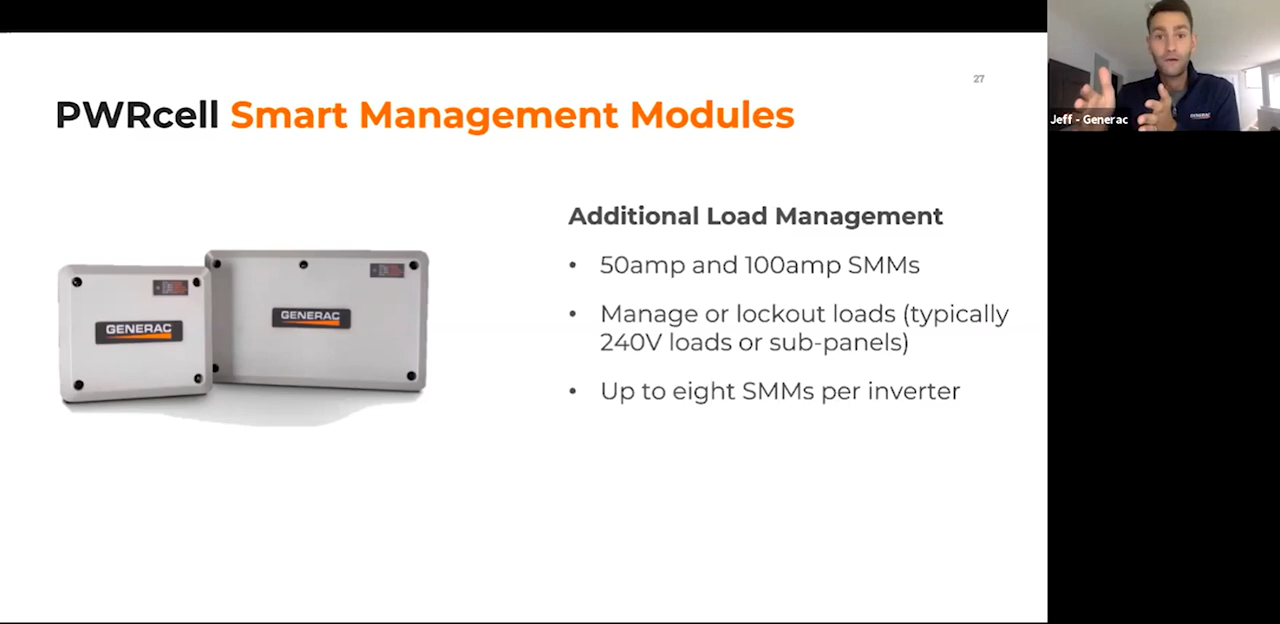 27
PWRcell Smart Management Modules
Additional Load Management
• 50amp and 100amp SMMs
• Manage or lockout loads (typically
240V loads or sub-panels)
• Up to eight SMMs per inverter
GENERAC
GENERAC
Jeff - Generac
GENERAC